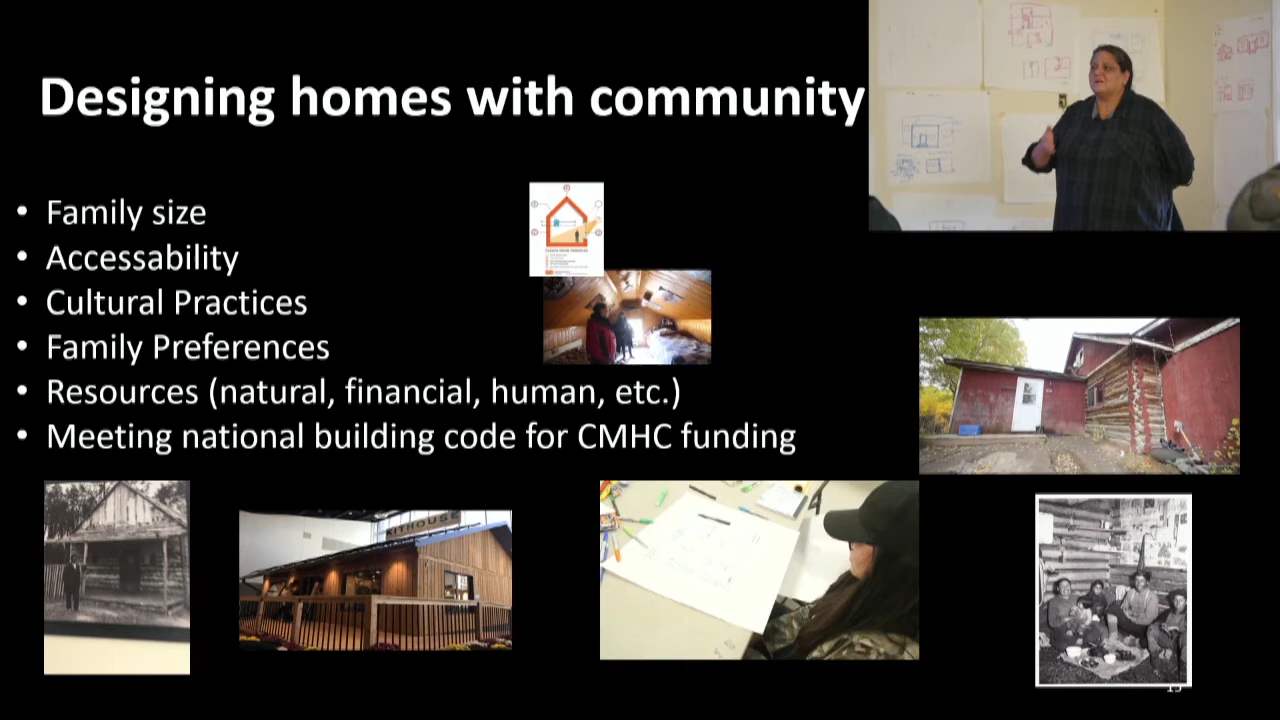 Designing homes with community
• Family size
• Accessability
• Cultural Practices
• Family Preferences
• Resources (natural, financial, human, etc.)
• Meeting national building code for CMHC funding